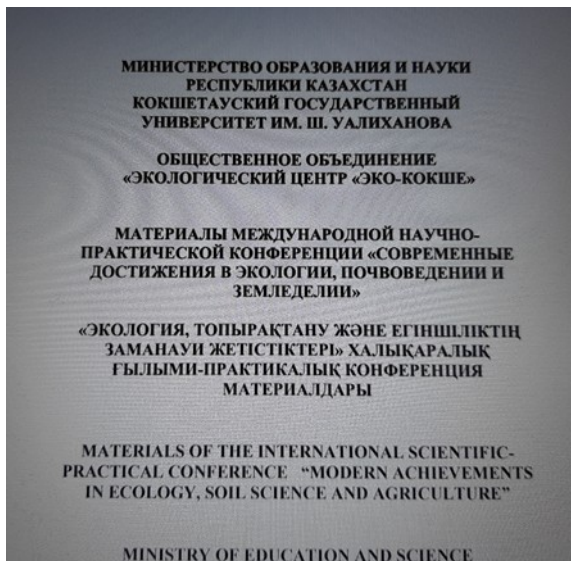 МИНИСТЕРСТВО ОБРАЗОВАНИЯ И НАУКИ
РЕСПУБЛИКИ КАЗАХСТАН
КОКШЕТАУСКИЙ ГОСУДАРСТВЕННЫЙ
УНИВЕРСИТЕТ ИМ. Ш. УАЛИХАНОВА
ОБЩЕСТВЕННОЕ ОБЪЕДИНЕНИЕ
«ЭКОЛОГИЧЕСКИЙ ЦЕНТР «ЭКО-КОКШЕ»
МАТЕРИАЛЫ МЕЖДУНАРОДНОЙ НАУЧНО-
ПРАКТИЧЕСКОЙ КОНФЕРЕНЦИИ «СОВРЕМЕННЫЕ
ДОСТИЖЕНИЯ В ЭКОЛОГИИ, ПОЧВОВЕДЕНИИ И
ЗЕМЛЕДЕЛИИ»
«ЭКОЛОГИЯ, ТОПЫРАҚТАНУ ЖӘНЕ ЕГІНШІЛІКТІҢ
ЗАМАНАУИ ЖЕТІСТІКТЕРІ» ХАЛЫҚАРАЛЫҚ
ҒЫЛЫМИ-ПРАКТИКАЛЫҚ КОНФЕРЕНЦИЯ
МАТЕРИАЛДАРЫ
MATERIALS OF THE INTERNATIONAL SCIENTIFIC-
PRACTICAL CONFERENCE “MODERN ACHIEVEMENTS
IN ECOLOGY, SOIL SCIENCE AND AGRICULTURE”
MINISTRY OF EDUCATION AND SCIENCE